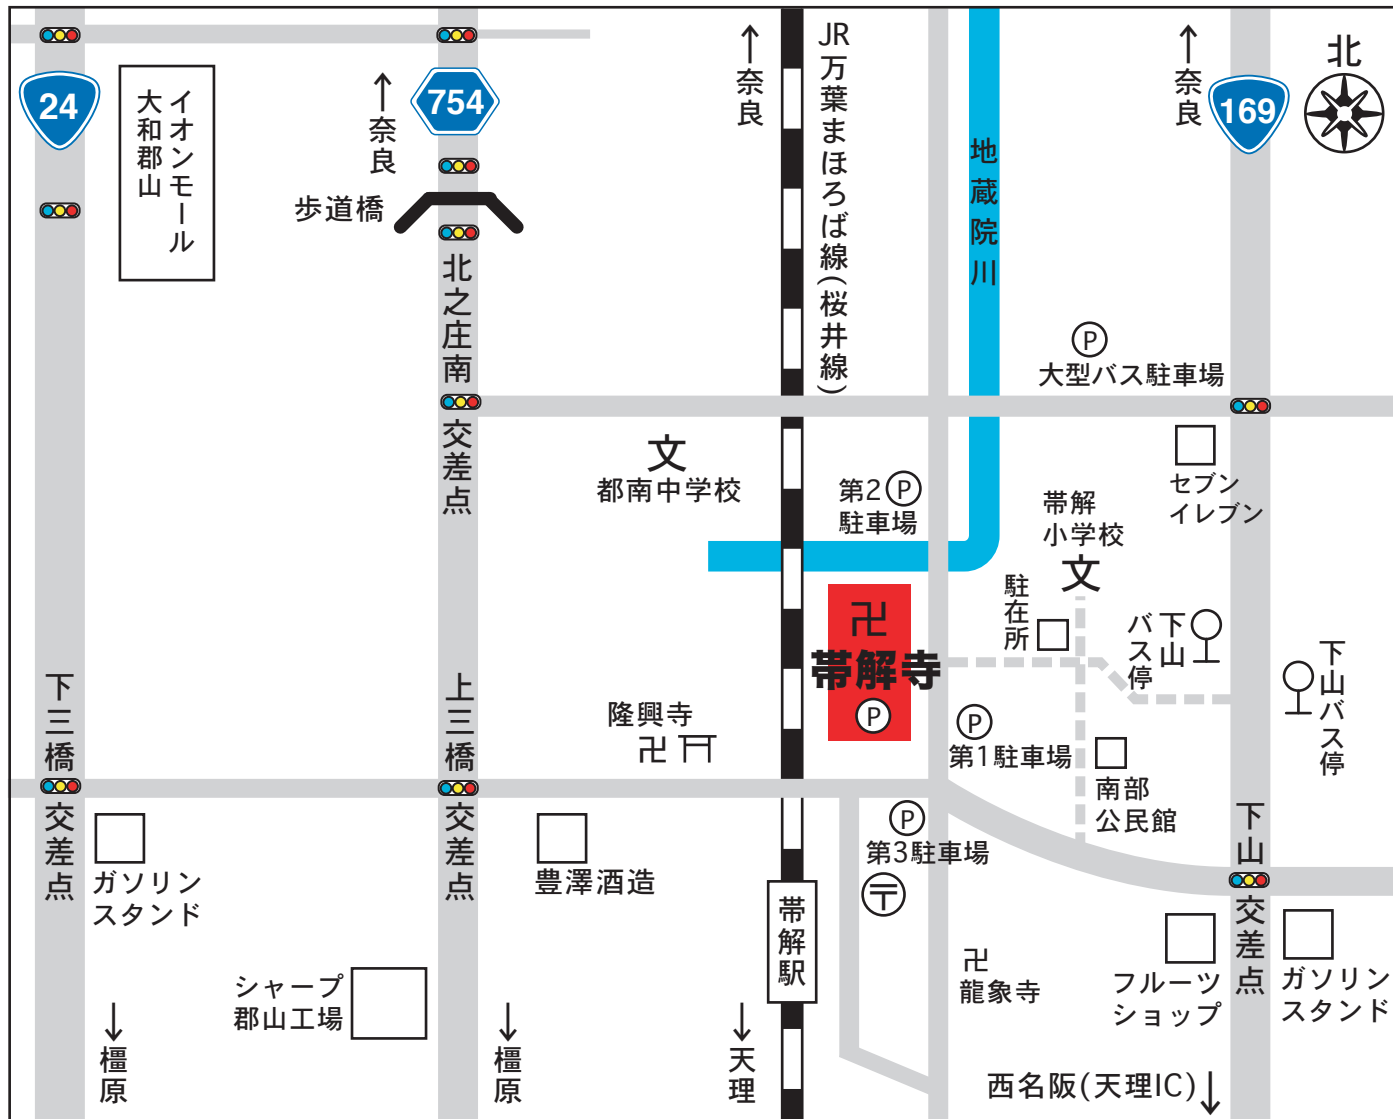 24
イオンモール
大和郡山
↑
奈良
754
歩道橋
北之庄南
交差点
↑
奈良
JR万葉まほろば線(桜井線)
地蔵院川
↑
奈良
169
北
P
大型バス駐車場
文
都南中学校
第2 P
駐車場
セブン
イレブン
帯解
小学校
文
駐在所
下山
バス停
下山バス停
卍
帯解寺
P
隆興寺
卍
P
第1駐車場
南部
公民館
下三橋
交差点
上三橋
交差点
ガソリン
スタンド
豊澤酒造
P
第3駐車場
〒
下山
交差点
帯解駅
卍
龍象寺
フルーツ
ショップ
ガソリン
スタンド
シャープ
郡山工場
↓
橿原
↓
橿原
↓
天理
西名阪(天理IC)↓